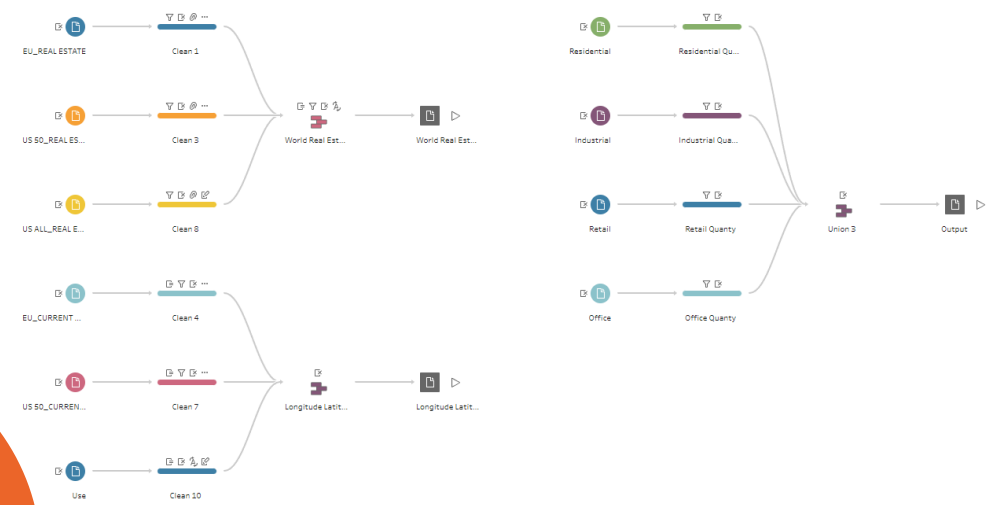 EU_REAL ESTATE
Clean 1
US 50_REAL ES...
Clean 3
World Real Est...
World Real Est...
US ALL_REAL E...
Clean 8
EU_CURRENT ...
Clean 4
US 50_CURREN...
Clean 7
Longitude Latit...
Longitude Latit...
Use
Clean 10
Residential
Residential Qu...
Industrial
Industrial Qua...
Retail
Retail Quanty
Union 3
Output
Office
Office Quanty